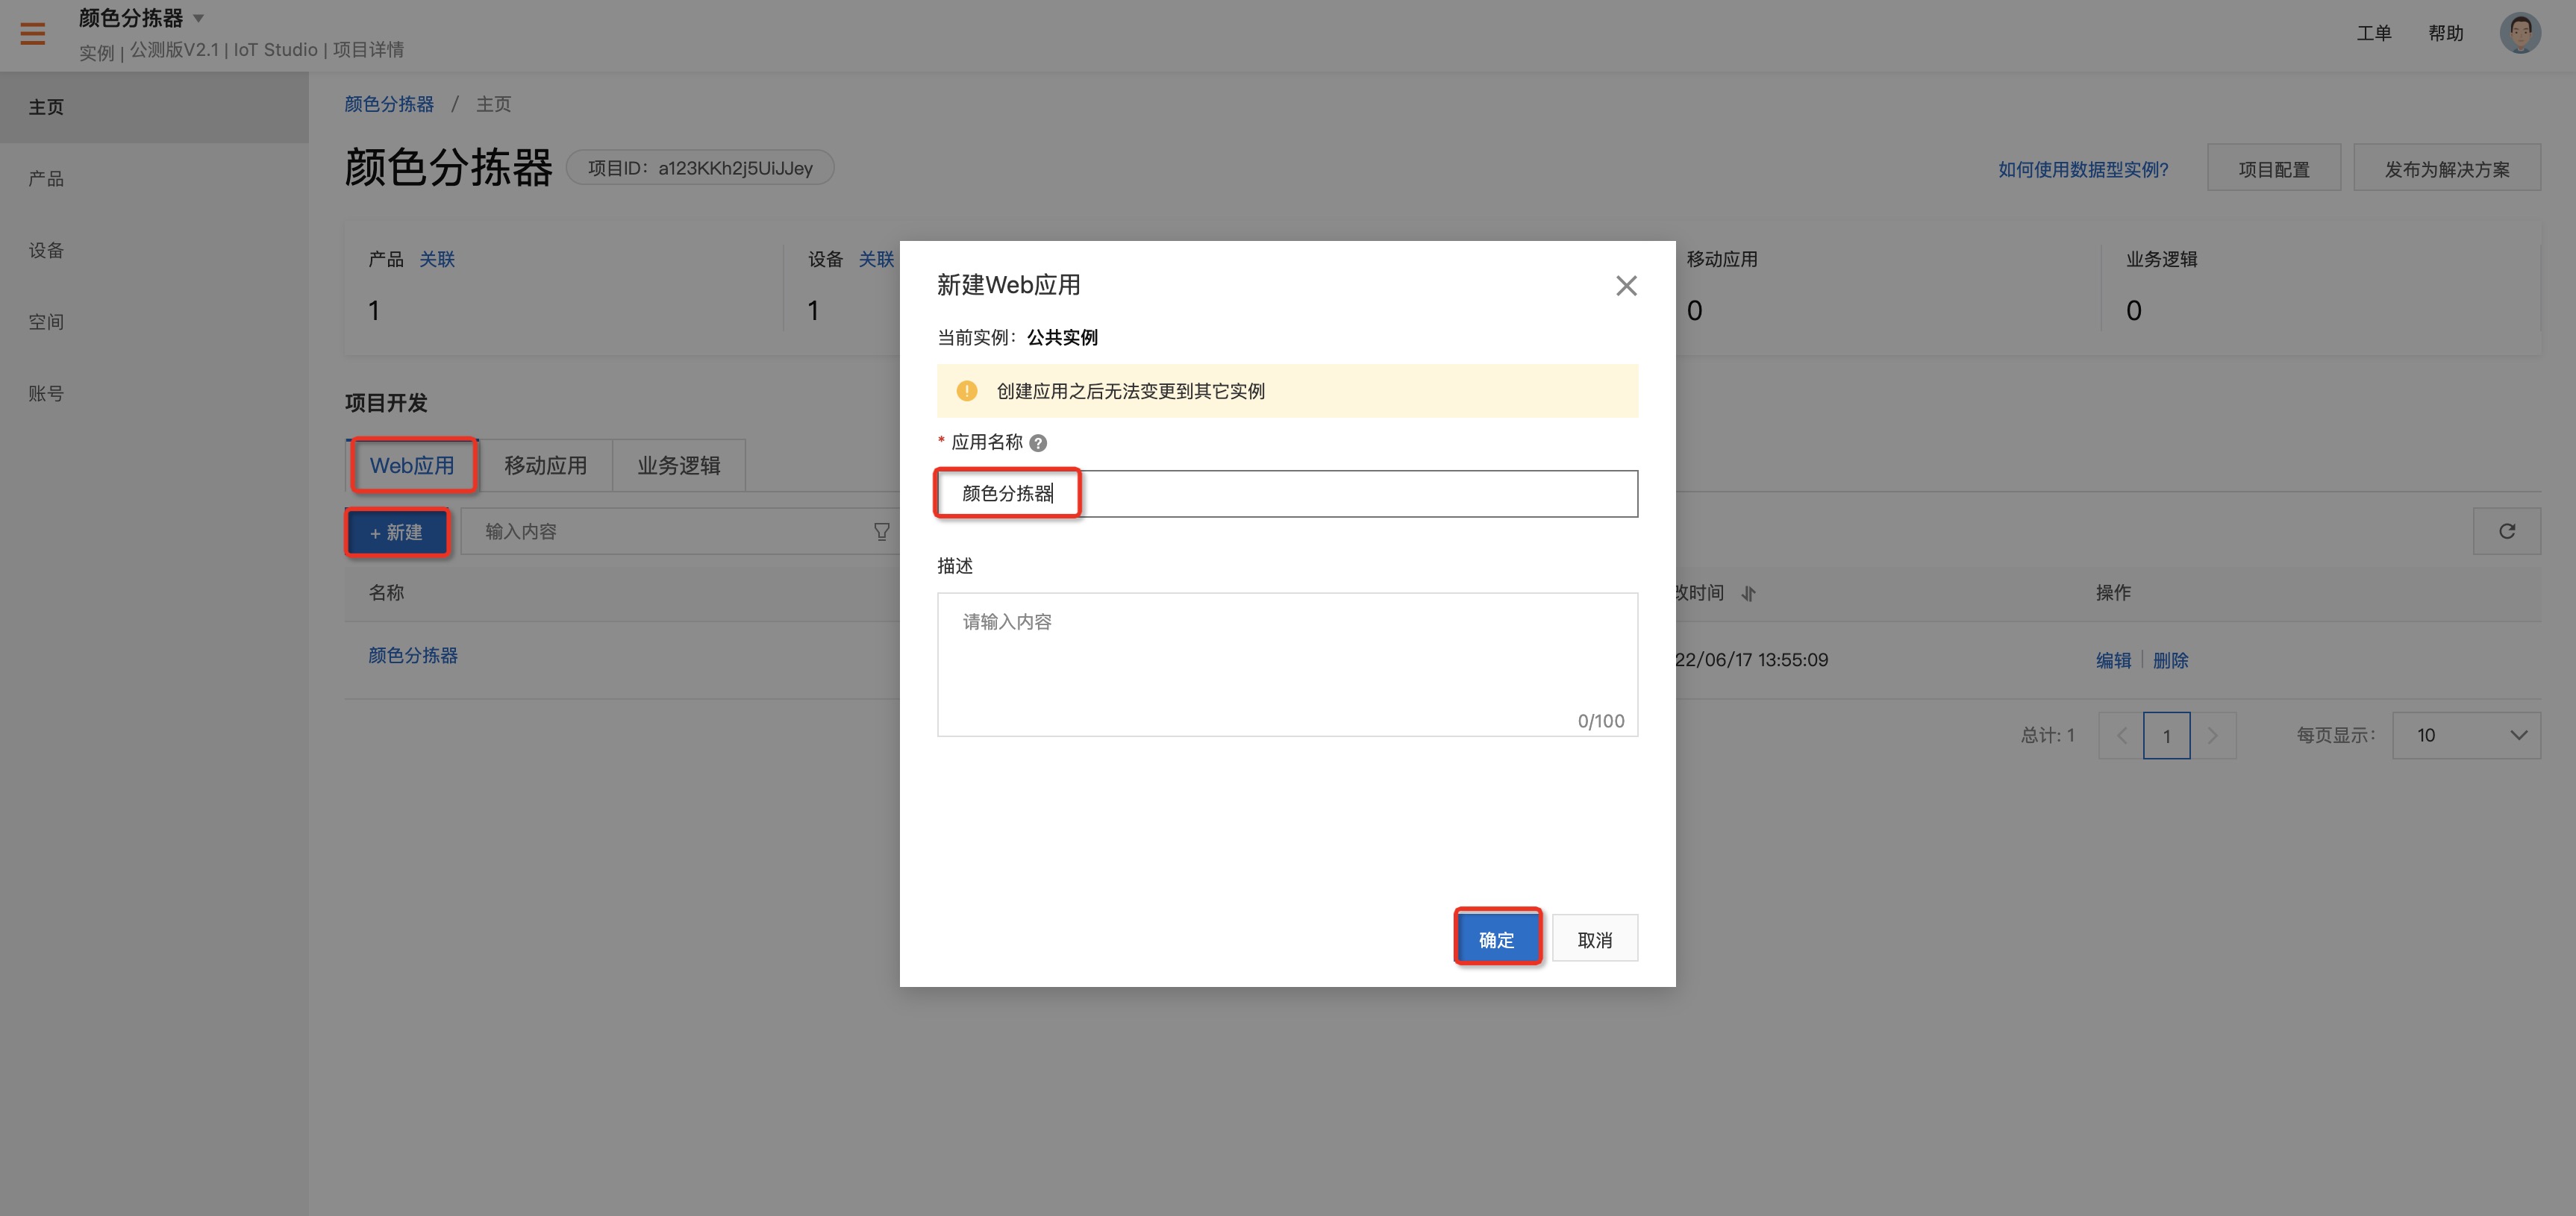 颜色分拣器
实例 | 公测版V2.1 | IoT Studio | 项目详情
工单 帮助
主页
产品
设备
空间
账号
颜色分拣器 / 主页
颜色分拣器 项目ID：a123KKh2j5UiJJey
如何使用数据型实例? 项目配置 发布为解决方案
产品 关联 设备 关联 移动应用 业务逻辑
1 1 0 0
项目开发
Web应用 移动应用 业务逻辑
+ 新建 输入内容
名称 改时间 操作
颜色分拣器 22/06/17 13:55:09 编辑 | 删除
总计: 1 1 每页显示： 10
新建Web应用
当前实例：公共实例
! 创建应用之后无法变更到其它实例
* 应用名称 ?
颜色分拣器
描述
请输入内容
0/100
确定 取消